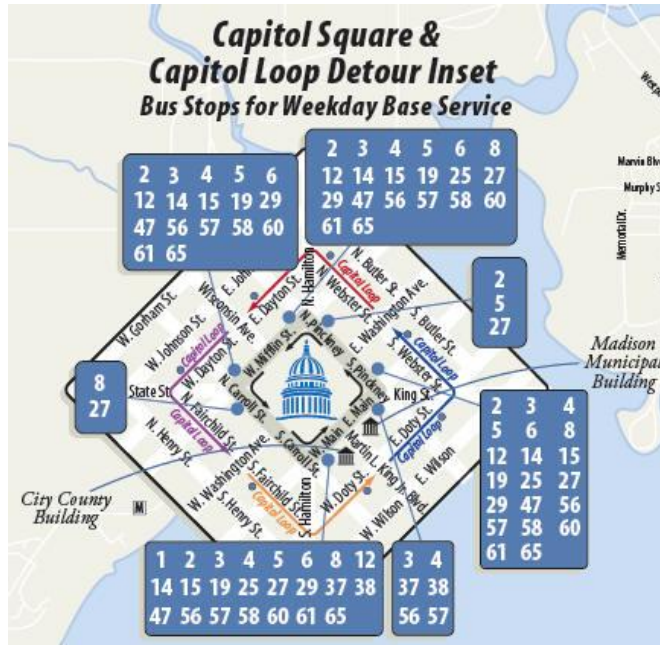 Capitol Square &
Capitol Loop Detour Inset
Bus Stops for Weekday Base Service
2 3 4 5 6
12 14 15 19 29
47 56 57 58 60
61 65
2 3 4 5 6 8
12 14 15 19 25 27
29 47 56 57 58 60
61 65
2
5
27
8
27
2 3 4
5 6 8
12 14 15
19 25 27
29 47 56
57 58 60
61 65
1 2 3 4 5 6 8 12
14 15 19 25 27 29 37 38
47 56 57 58 60 61 65
3 4
37 38
56 57
Marvin Blv
Murphy S
Memorial Dr.
Madison
Municipal
Building
City County
Building
M
W. Gorham St.
W. Johnson St.
State St.
N. Henry St.
Wisconsin Ave.
W. Dayton St.
E. Dayton St.
N. Hamilton
N. Butler St.
N. Webster St.
E. Washington Ave.
S. Butler St.
S. Webster St.
W. Mifflin St.
N. Pinckney
S. Pinckney
King St.
E. Main
W. Main
E. Doty St.
E. Wilson
Martin L. King Jr. Blvd.
W. Doty St.
W. Wilson
S. Hamilton
S. Carroll St.
N. Carroll St.
N. Fairchild St.
S. Fairchild St.
W. Washington Ave.
S. Henry St.
Capitol Loop
Capitol Loop
Capitol Loop
Capitol Loop
Capitol Loop
Capitol Loop